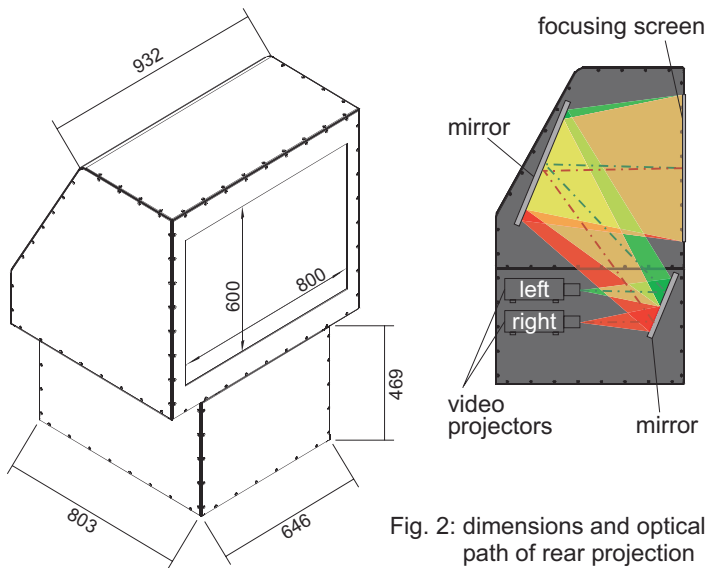 932
600
800
469
803
646
focusing screen
mirror
left
right
video
projectors
mirror
Fig. 2: dimensions and optical
path of rear projection